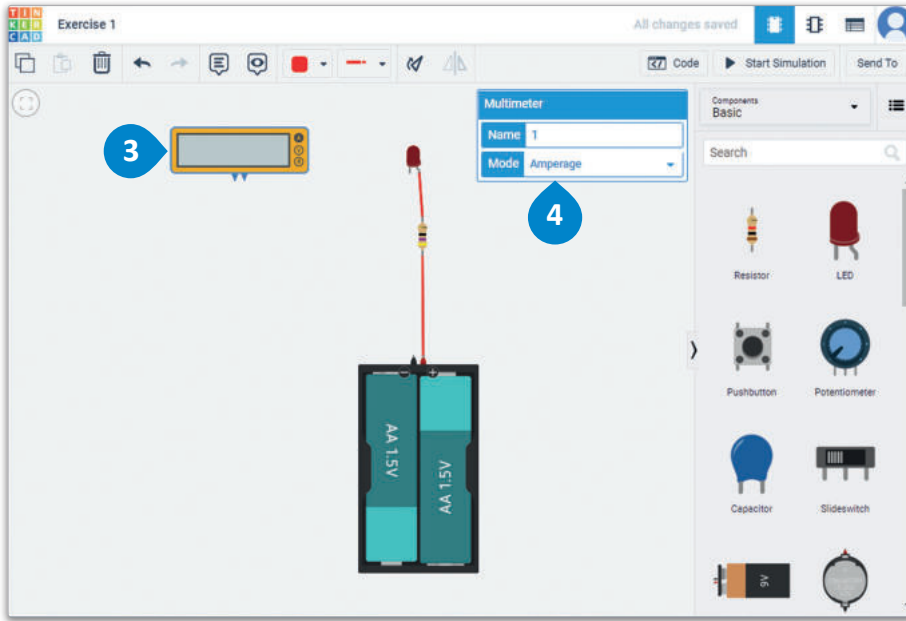 TIN
KER
CAD
Exercise 1
All changes saved
Code
Start Simulation
Send To
3
Multimeter
Name 1
Mode Amperage
4
Components
Basic
Search
Resistor
LED
Pushbutton
Potentiometer
Capacitor
Slideswitch
AA 1.5V
AA 1.5V
9V